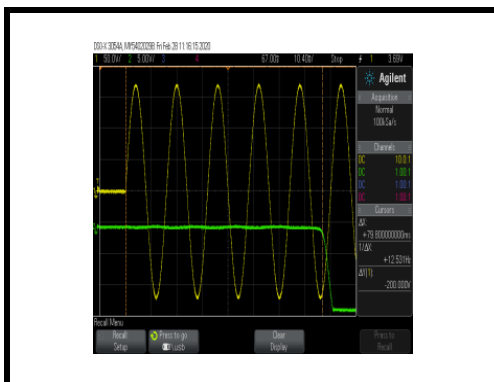 DSO-X 3054A, MY54020298: Fri Feb 28 11:16:15 2020
1 50.0V/ 2 5.00V/ 3 4 67.00s 10.40s/ Stop 1 3.69V
Agilent
Acquisition
Normal
100kSa/s
Channels
DC 10.0:1
DC 1.00:1
DC 1.00:1
DC 1.00:1
Cursors
ΔX:
+79.800000000ms
1/ΔX:
+12.531Hz
ΔY(1):
-200.000V
Recall Menu
Recall
Setup
Press to go
\usb
Clear
Display
Press to
Recall